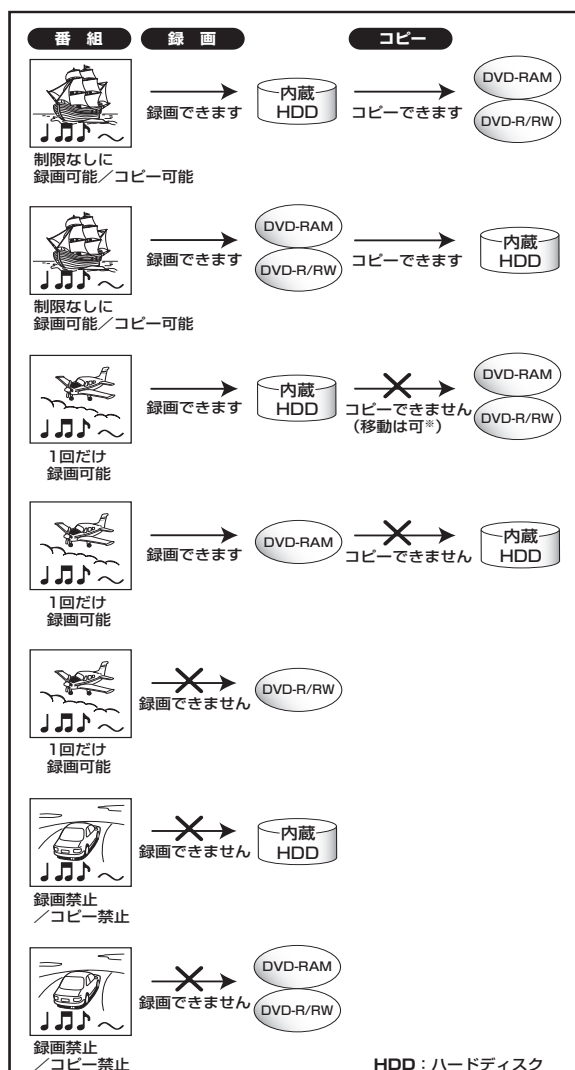 番組 録画 コピー
録画できます
内蔵
HDD
コピーできます
DVD-RAM
DVD-R/RW
制限なしに
録画可能／コピー可能
録画できます
DVD-RAM
DVD-R/RW
コピーできます
内蔵
HDD
制限なしに
録画可能／コピー可能
録画できます
内蔵
HDD
コピーできません
（移動は可※）
DVD-RAM
DVD-R/RW
1回だけ
録画可能
録画できます
DVD-RAM
コピーできません
内蔵
HDD
1回だけ
録画可能
録画できません
DVD-R/RW
1回だけ
録画可能
録画できません
内蔵
HDD
録画禁止
／コピー禁止
録画できません
DVD-RAM
DVD-R/RW
録画禁止
／コピー禁止
HDD：ハードディスク